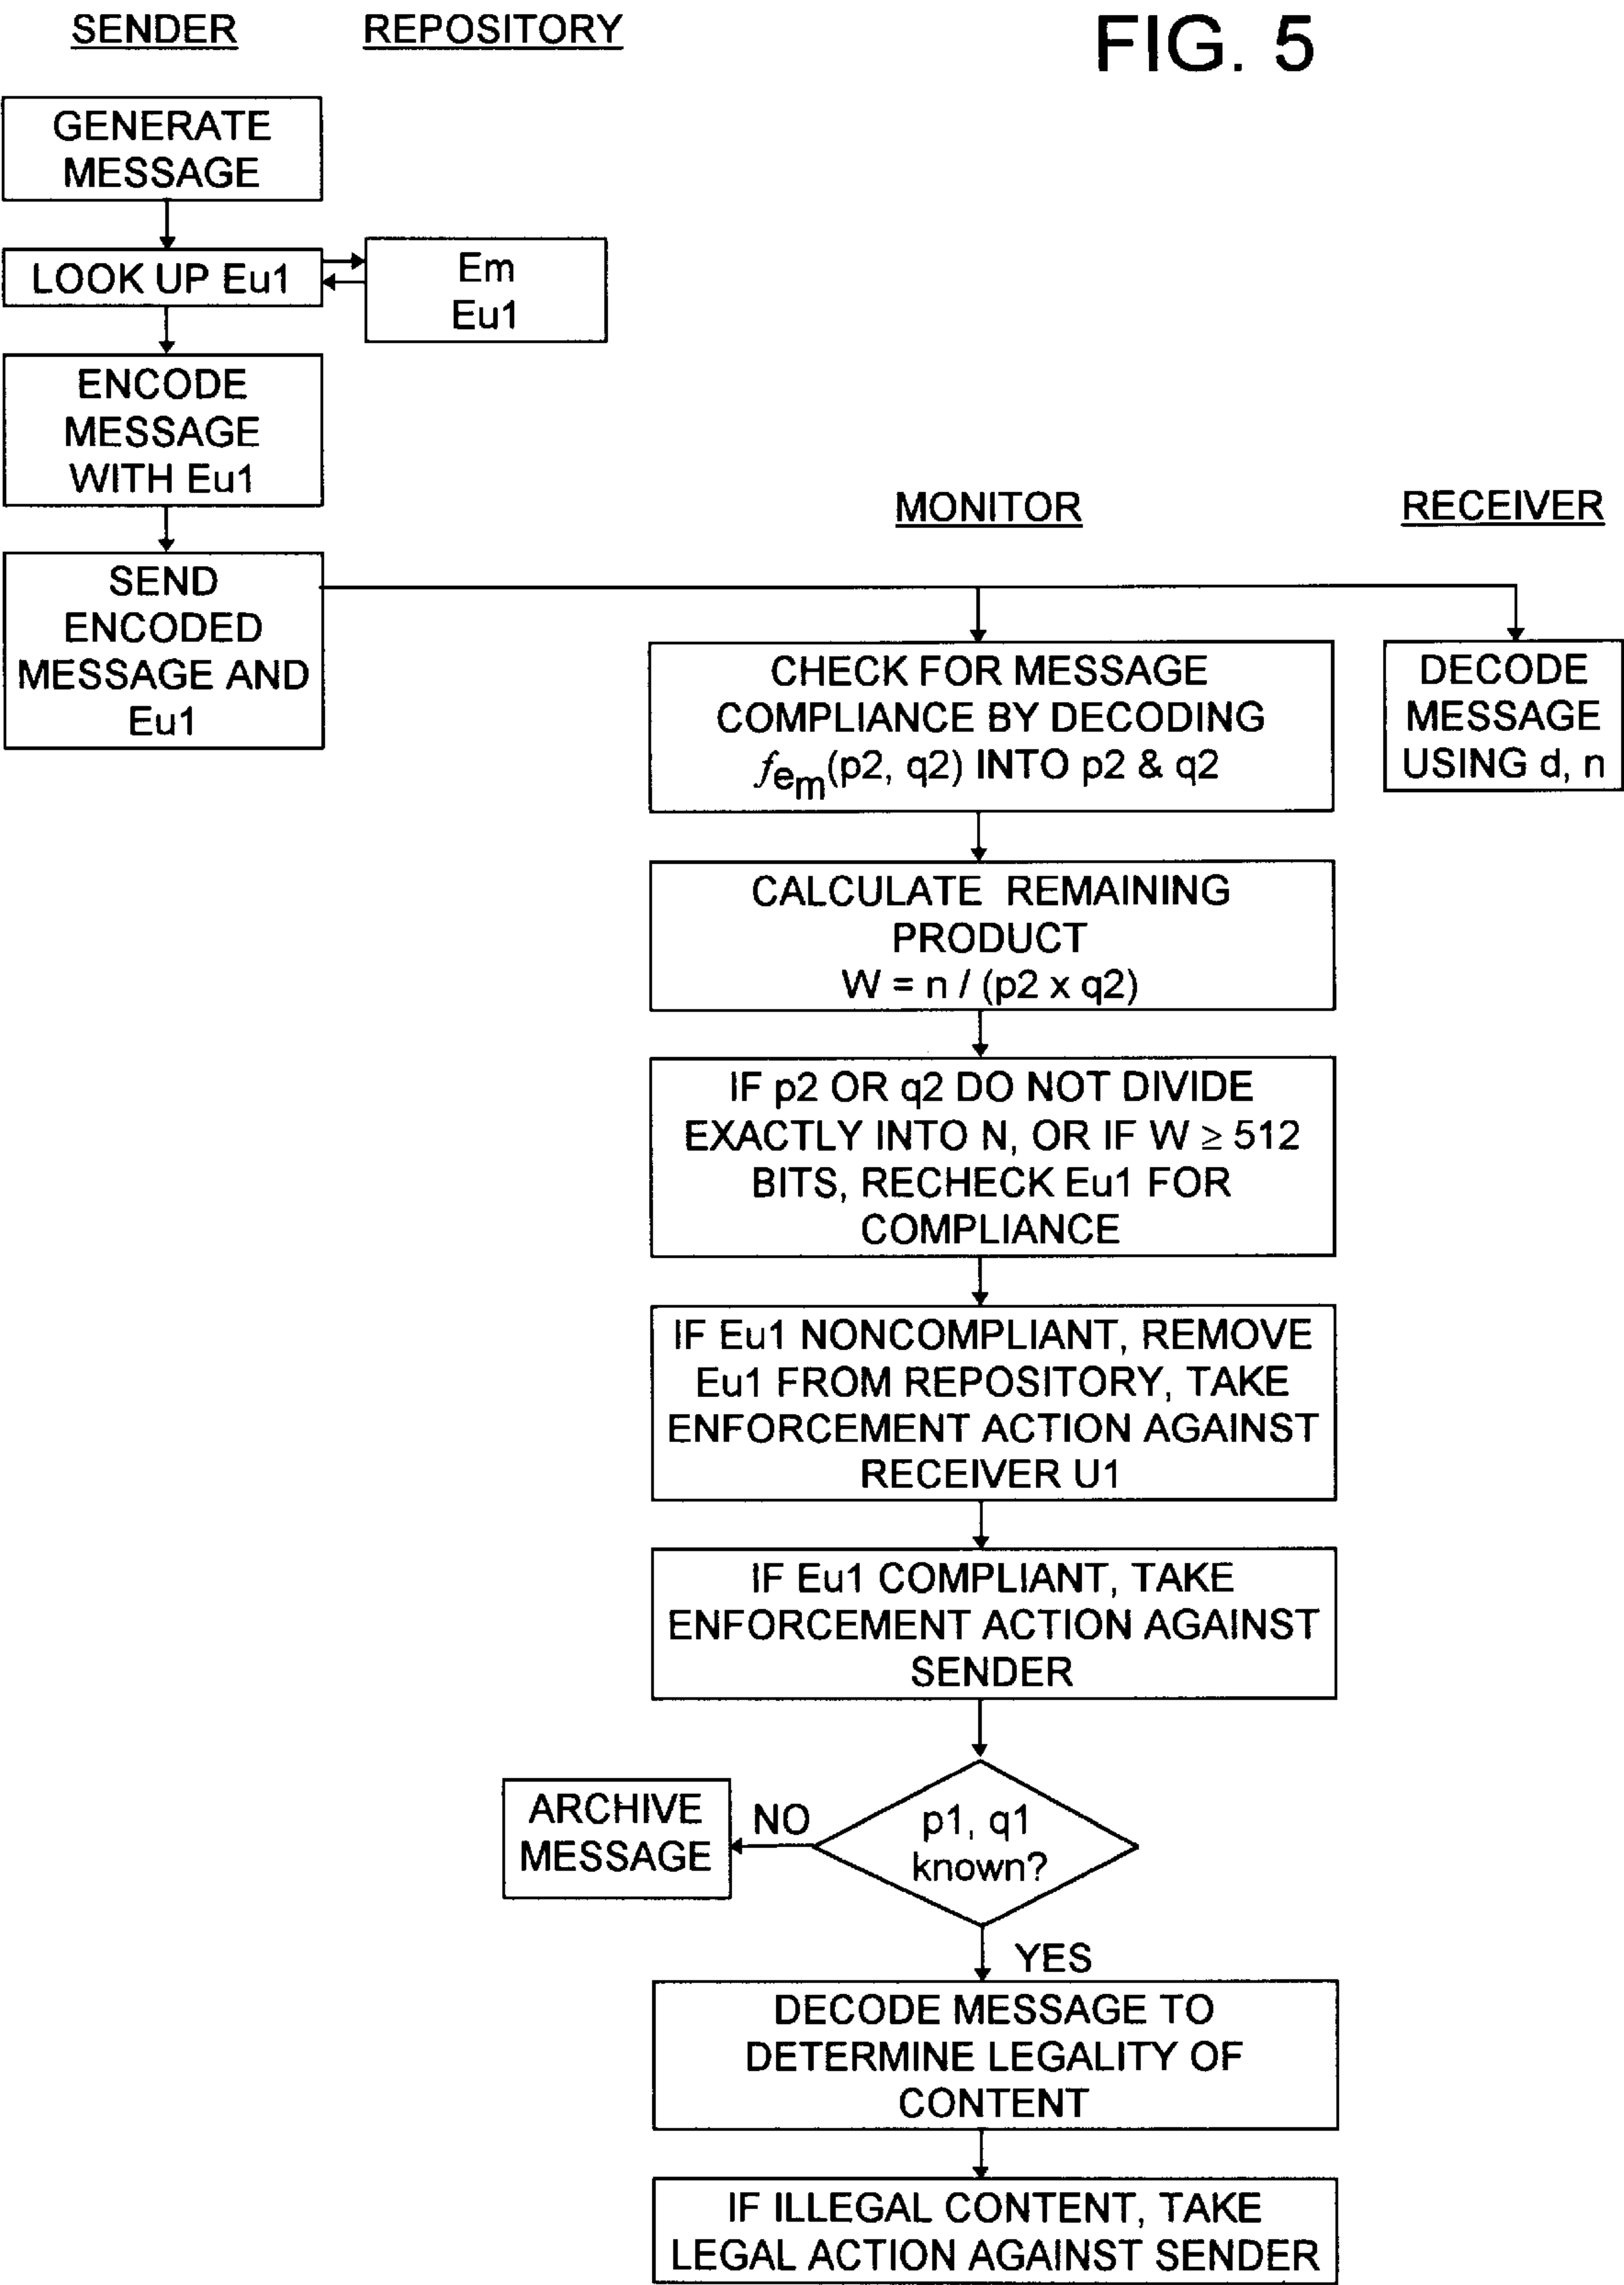 SENDER
REPOSITORY
FIG. 5
GENERATE
MESSAGE
LOOK UP Eu1
Em
Eu1
ENCODE
MESSAGE
WITH Eu1
SEND
ENCODED
MESSAGE AND
Eu1
MONITOR
RECEIVER
CHECK FOR MESSAGE
COMPLIANCE BY DECODING
fem(p2, q2) INTO p2 & q2
DECODE
MESSAGE
USING d, n
CALCULATE REMAINING
PRODUCT
W = n / (p2 x q2)
IF p2 OR q2 DO NOT DIVIDE
EXACTLY INTO N, OR IF W ≥ 512
BITS, RECHECK Eu1 FOR
COMPLIANCE
IF Eu1 NONCOMPLIANT, REMOVE
Eu1 FROM REPOSITORY, TAKE
ENFORCEMENT ACTION AGAINST
RECEIVER U1
IF Eu1 COMPLIANT, TAKE
ENFORCEMENT ACTION AGAINST
SENDER
p1, q1
known?
NO
ARCHIVE
MESSAGE
YES
DECODE MESSAGE TO
DETERMINE LEGALITY OF
CONTENT
IF ILLEGAL CONTENT, TAKE
LEGAL ACTION AGAINST SENDER